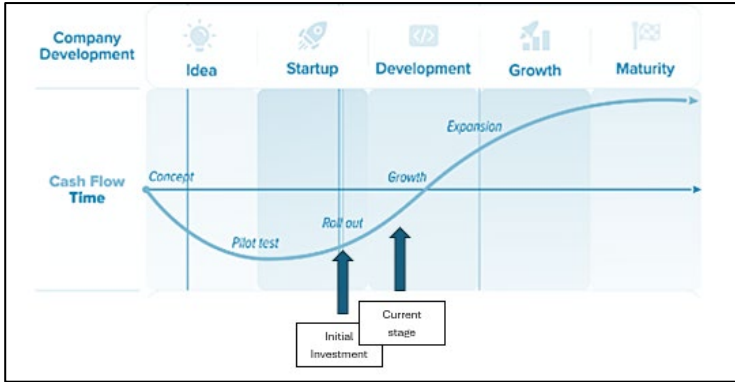 Company
Development
Idea
Startup
Development
Growth
Maturity
Cash Flow
Time
Concept
Pilot test
Roll out
Growth
Expansion
Initial
Investment
Current
stage